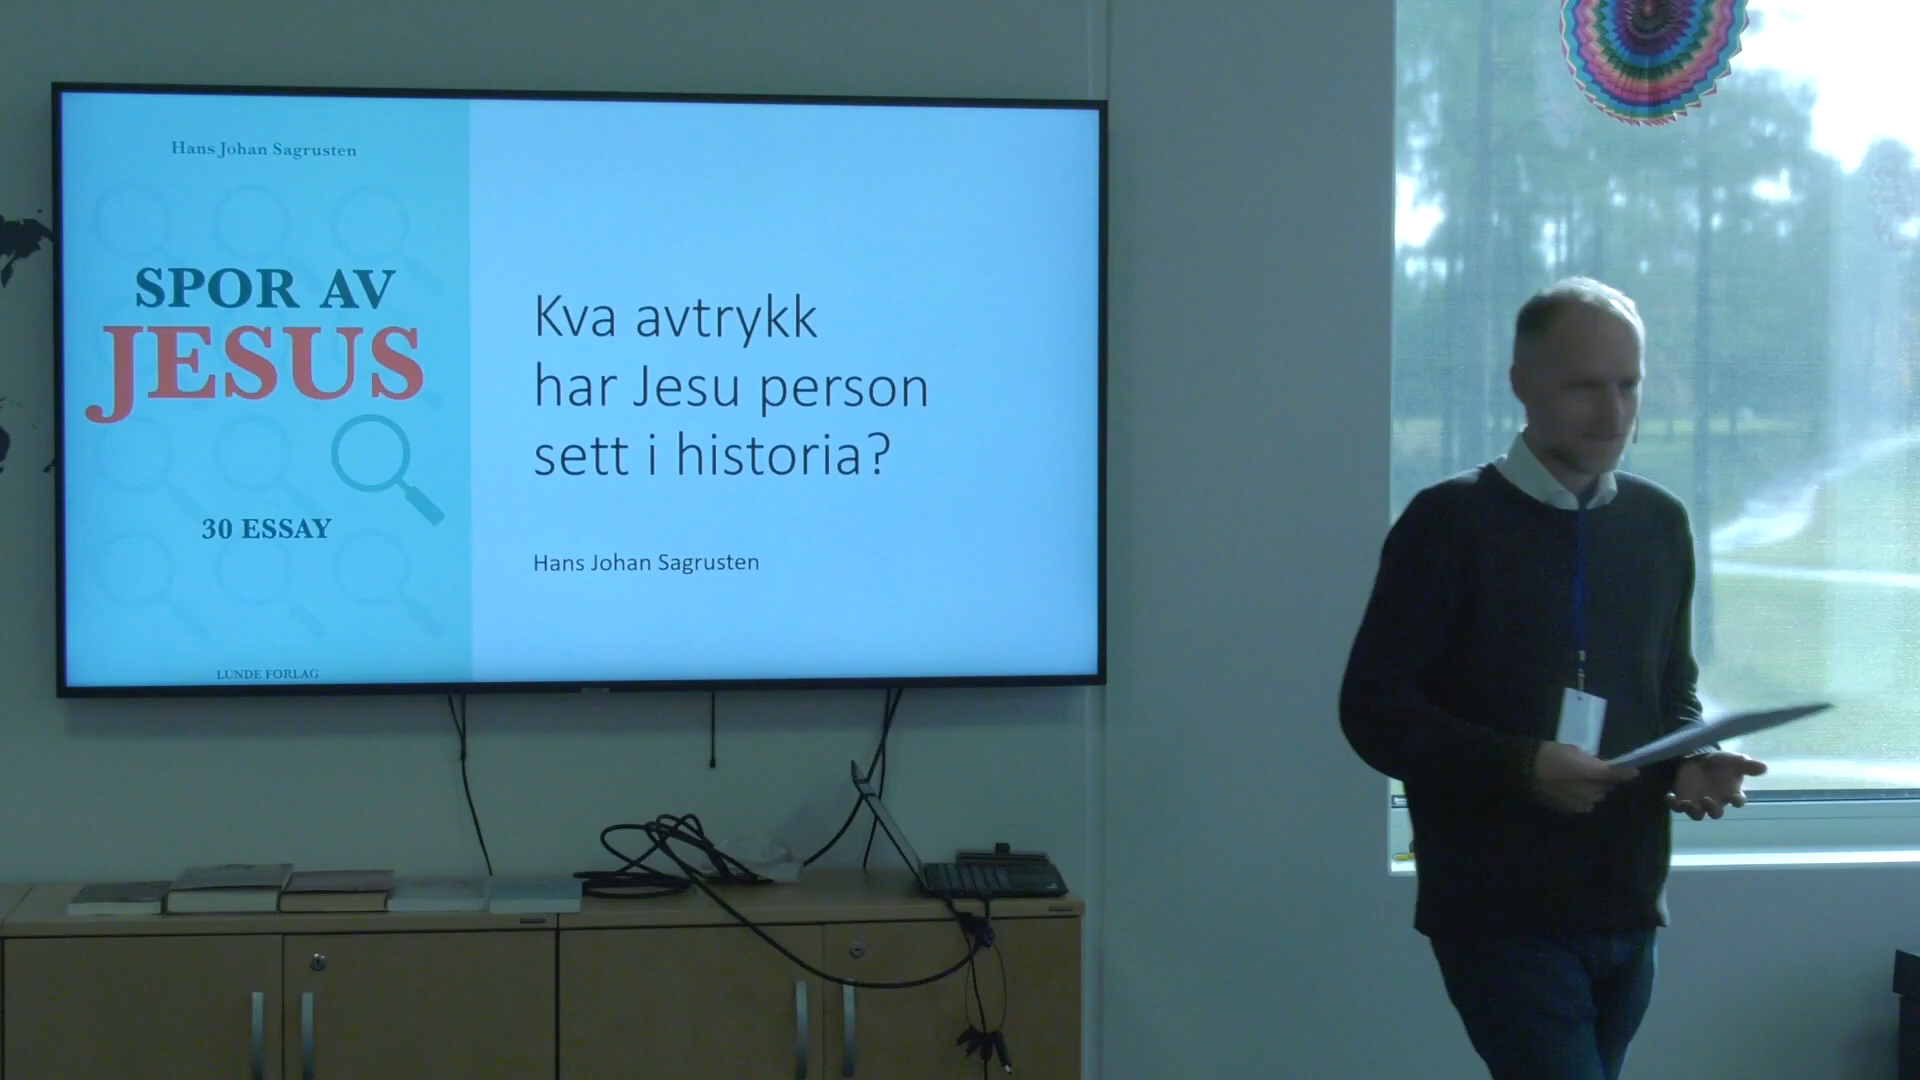 Hans Johan Sagrusten
SPOR AV
JESUS
30 ESSAY
LUNDE FORLAG
Kva avtrykk
har Jesu person
sett i historia?
Hans Johan Sagrusten